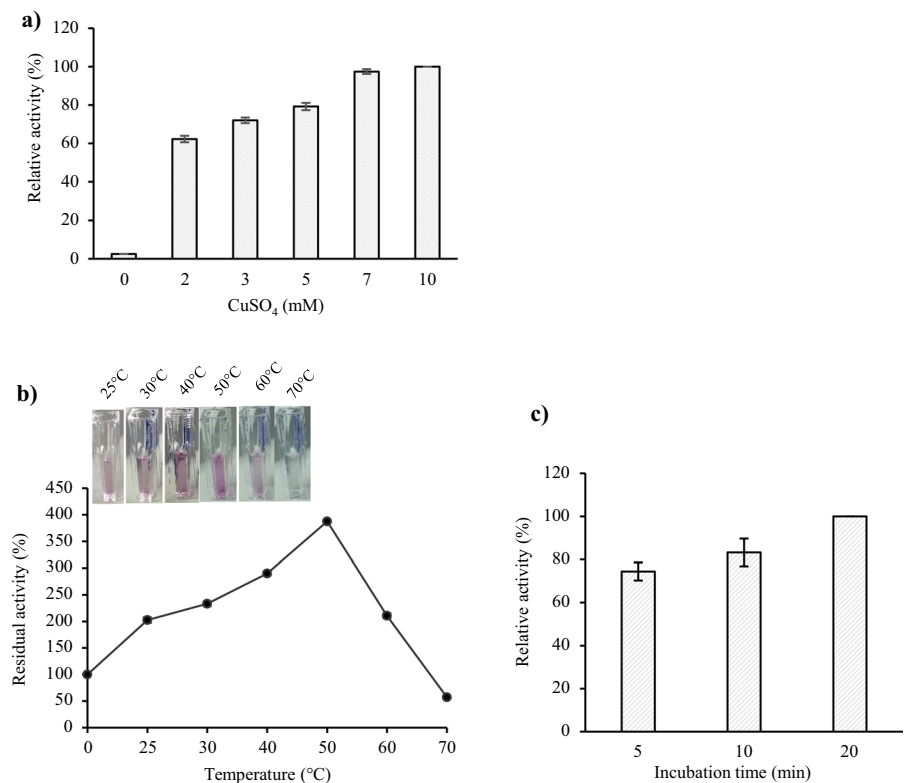 a)
120
100
80
60
40
20
0
Relative activity (%)
0 2 3 5 7 10
CuSO₄ (mM)
b)
25°C 30°C 40°C 50°C 60°C 70°C
450
400
350
300
250
200
150
100
50
0
Residual activity (%)
0 25 30 40 50 60 70
Temperature (°C)
c)
120
100
80
60
40
20
0
Relative activity (%)
5 10 20
Incubation time (min)